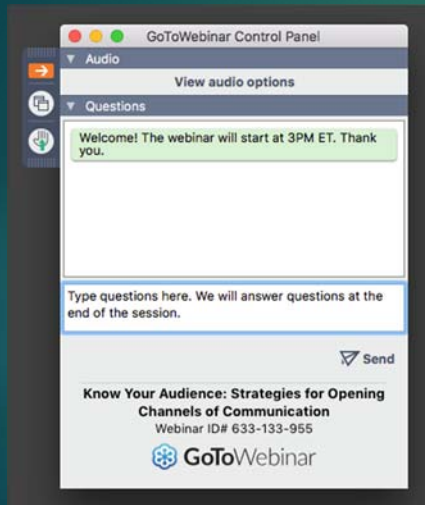 GoToWebinar Control Panel
Audio
View audio options
Questions
Welcome! The webinar will start at 3PM ET. Thank
you.
Type questions here. We will answer questions at the
end of the session.
Send
Know Your Audience: Strategies for Opening
Channels of Communication
Webinar ID# 633-133-955
GoToWebinar